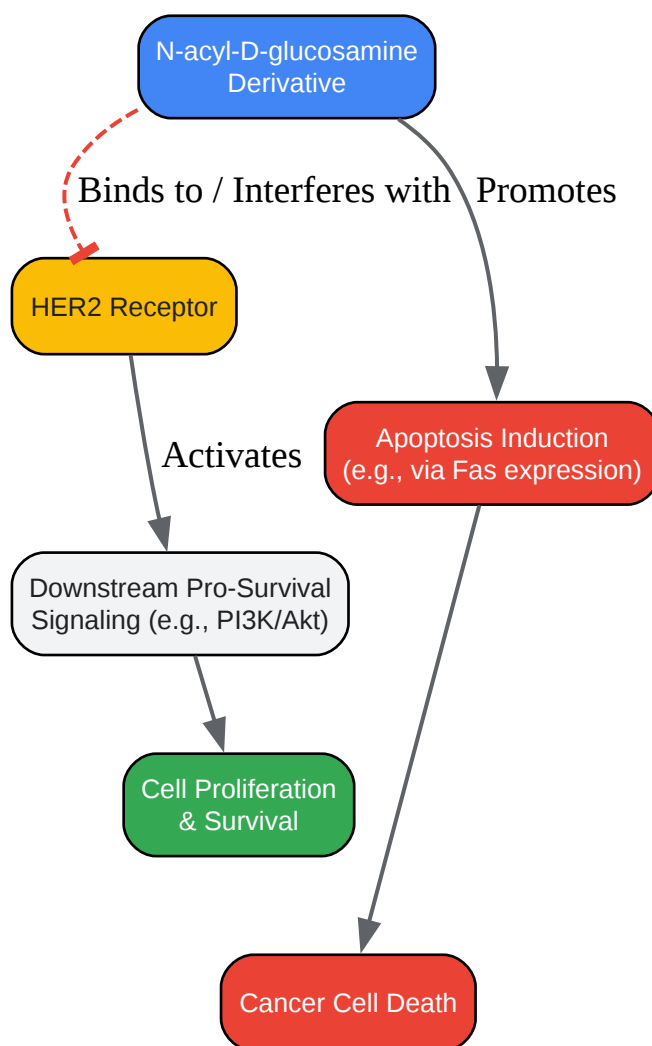 N-acyl-D-glucosamine
Derivative
Binds to / Interferes with
Promotes
HER2 Receptor
Apoptosis Induction
(e.g., via Fas expression)
Activates
Downstream Pro-Survival
Signaling (e.g., PI3K/Akt)
Cell Proliferation
& Survival
Cancer Cell Death